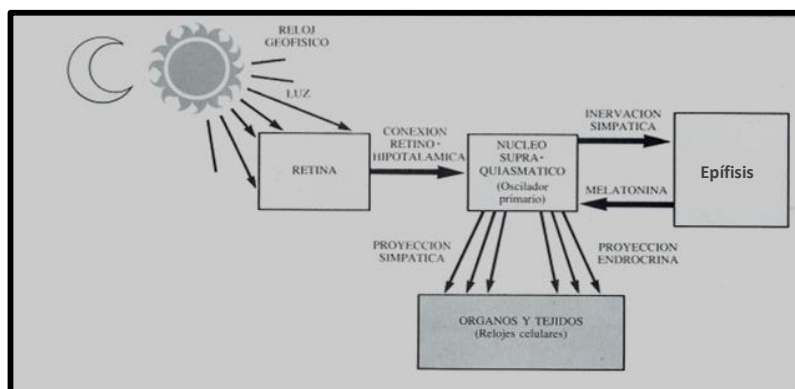 RELOJ
GEOFISICO
LUZ
RETINA
CONEXION
RETINO-
HIPOTALAMICA
NUCLEO
SUPRA-
QUIASMATICO
(Oscilador
primario)
INERVACION
SIMPATICA
MELATONINA
Epífisis
PROYECCION
SIMPATICA
PROYECCION
ENDROCRINA
ORGANOS Y TEJIDOS
(Relojes celulares)